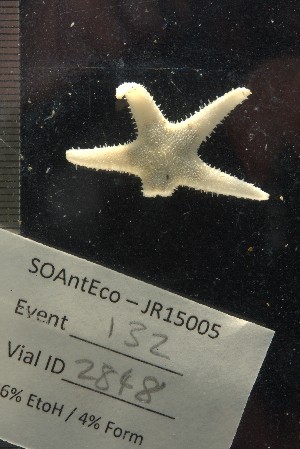 SOAntEco – JR15005
Event 132
Vial ID 2848
6% EtoH / 4% Form